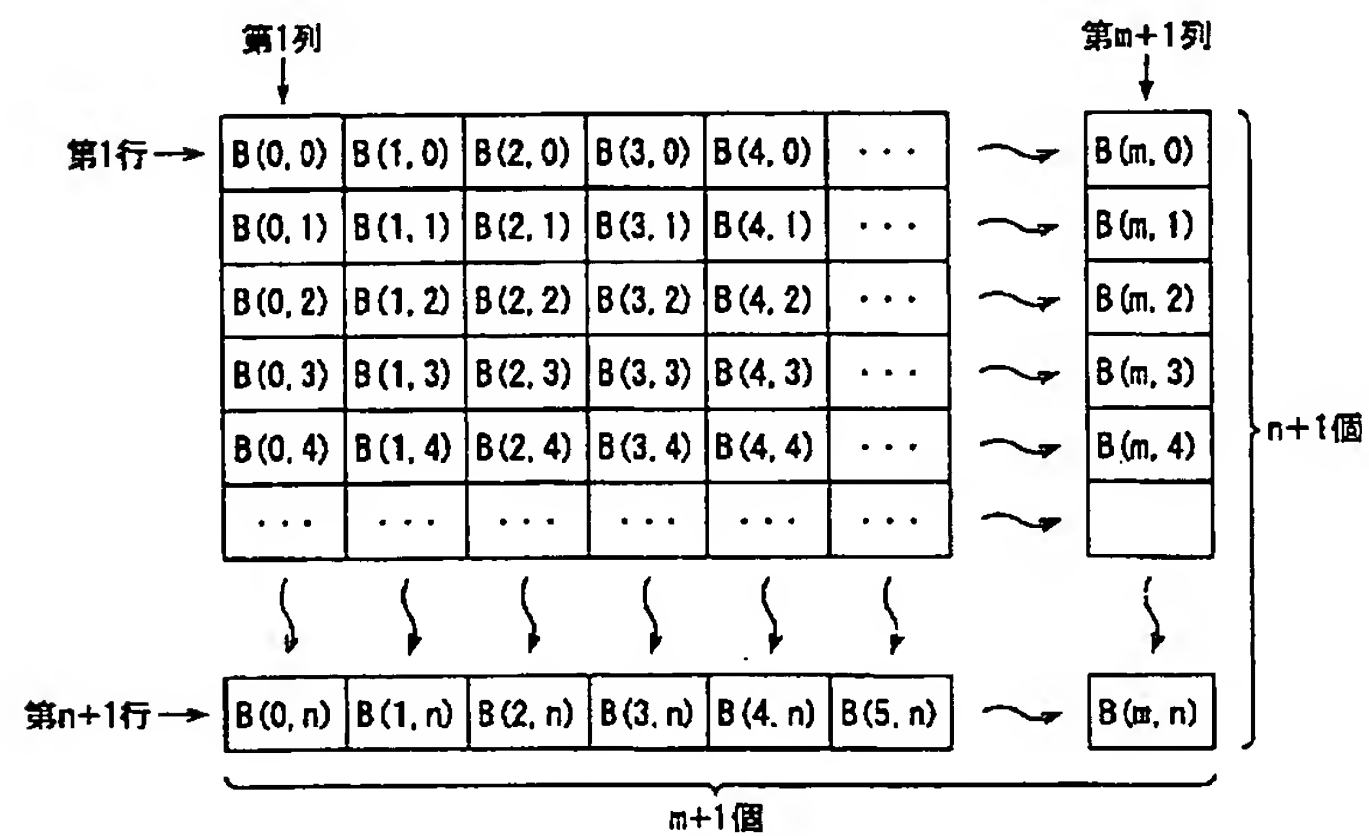 第1列 第m+1列
第1行 B(0,0) B(1,0) B(2,0) B(3,0) B(4,0) ··· B(m,0)
B(0,1) B(1,1) B(2,1) B(3,1) B(4,1) ··· B(m,1)
B(0,2) B(1,2) B(2,2) B(3,2) B(4,2) ··· B(m,2)
B(0,3) B(1,3) B(2,3) B(3,3) B(4,3) ··· B(m,3)
B(0,4) B(1,4) B(2,4) B(3,4) B(4,4) ··· B(m,4)
n+1個
··· ··· ··· ··· ··· ···
第n+1行 B(0,n) B(1,n) B(2,n) B(3,n) B(4,n) B(5,n) B(m,n)
m+1個